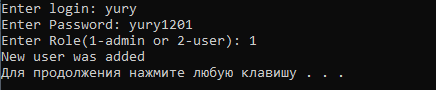 Enter login: yury
Enter Password: yury1201
Enter Role(1-admin or 2-user): 1
New user was added
Для продолжения нажмите любую клавишу . . .